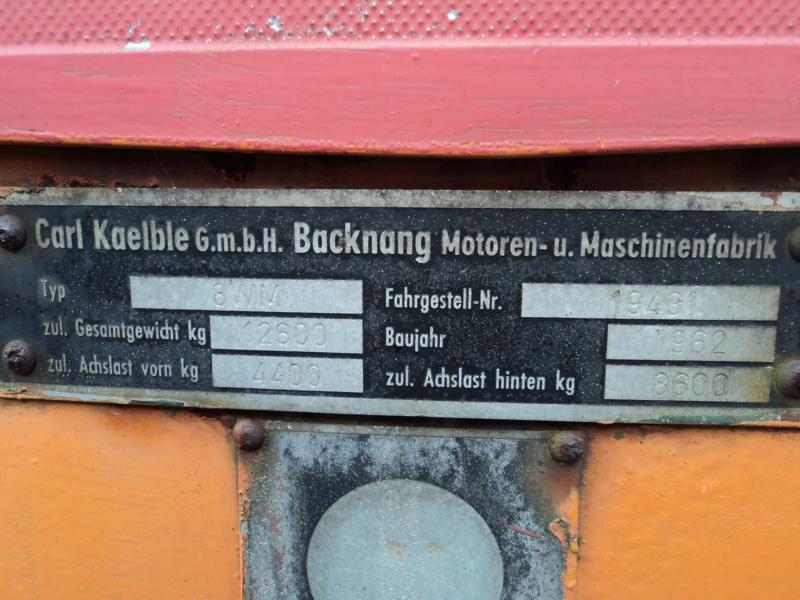 Carl Kaelble G.m.b.H. Backnang Motoren- u. Maschinenfabrik
Typ 8WM Fahrgestell-Nr. 19491
zul. Gesamtgewicht kg 12600 Baujahr 1962
zul. Achslast vorn kg 4400 zul. Achslast hinten kg 8600